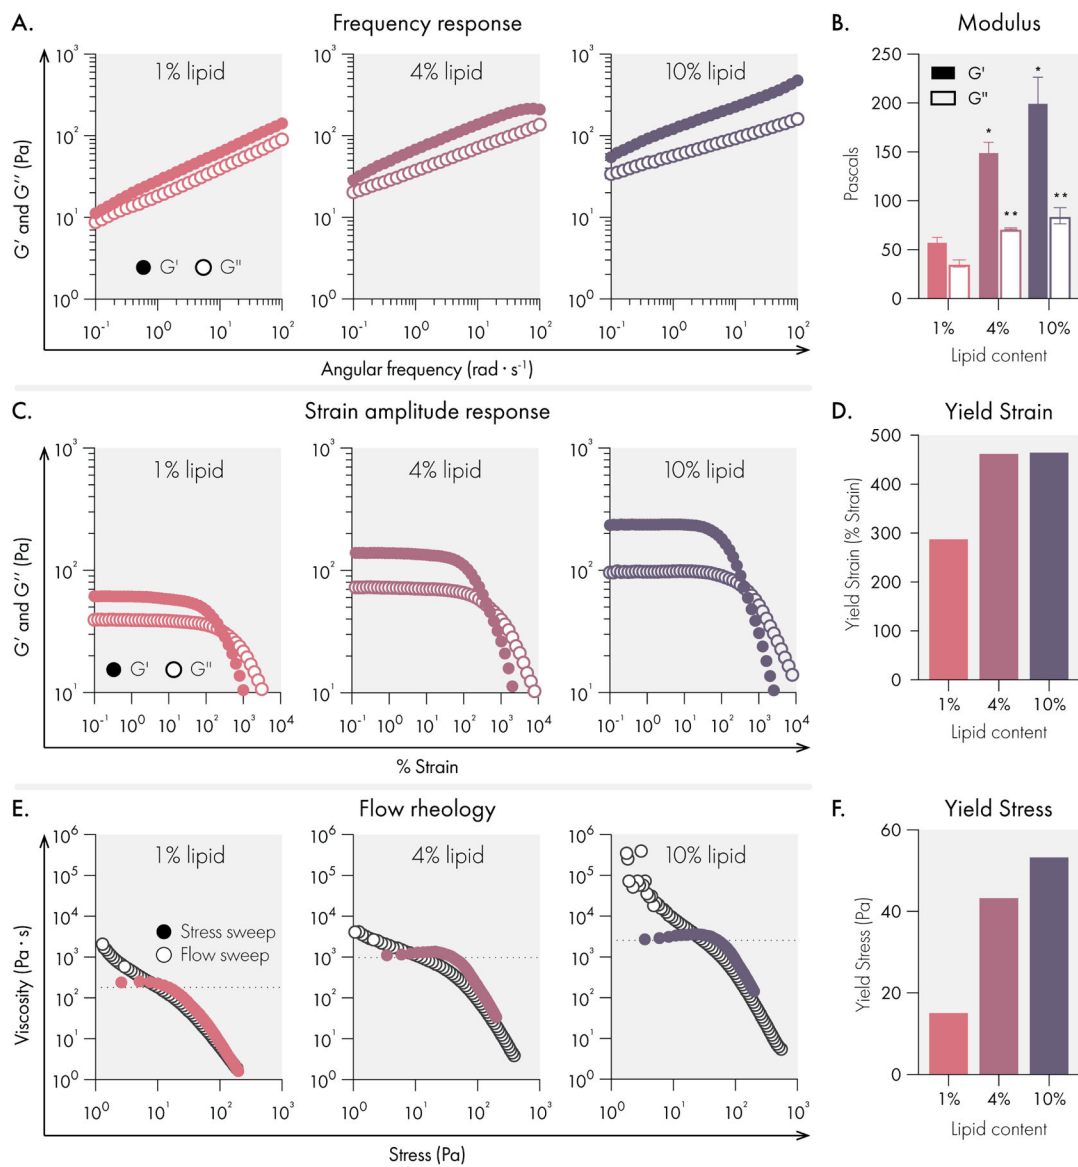 A. Frequency response
1% lipid
4% lipid
10% lipid
G' and G'' (Pa)
10³
10²
10¹
10⁰
10³
10²
10¹
10⁰
10³
10²
10¹
10⁰
G' G"
10⁻¹ 10⁰ 10¹ 10²
10⁻¹ 10⁰ 10¹ 10²
10⁻¹ 10⁰ 10¹ 10²
Angular frequency (rad · s⁻¹)
B. Modulus
Pascals
250
200
150
100
50
0
G'
G"
*
*
* *
* *
1% 4% 10%
Lipid content
C. Strain amplitude response
1% lipid
4% lipid
10% lipid
G' and G'' (Pa)
10³
10²
10¹
10³
10²
10¹
10³
10²
10¹
G' G"
10⁻¹ 10⁰ 10¹ 10² 10³ 10⁴
10⁻¹ 10⁰ 10¹ 10² 10³ 10⁴
10⁻¹ 10⁰ 10¹ 10² 10³ 10⁴
% Strain
D. Yield Strain
Yield Strain (% Strain)
500
400
300
200
100
0
1% 4% 10%
Lipid content
E. Flow rheology
1% lipid
4% lipid
10% lipid
Viscosity (Pa · s)
10⁶
10⁵
10⁴
10³
10²
10¹
10⁰
10⁶
10⁵
10⁴
10³
10²
10¹
10⁰
10⁶
10⁵
10⁴
10³
10²
10¹
10⁰
Stress sweep
Flow sweep
10⁰ 10¹ 10² 10³
10⁰ 10¹ 10² 10³
10⁰ 10¹ 10² 10³
Stress (Pa)
F. Yield Stress
Yield Stress (Pa)
60
40
20
0
1% 4% 10%
Lipid content